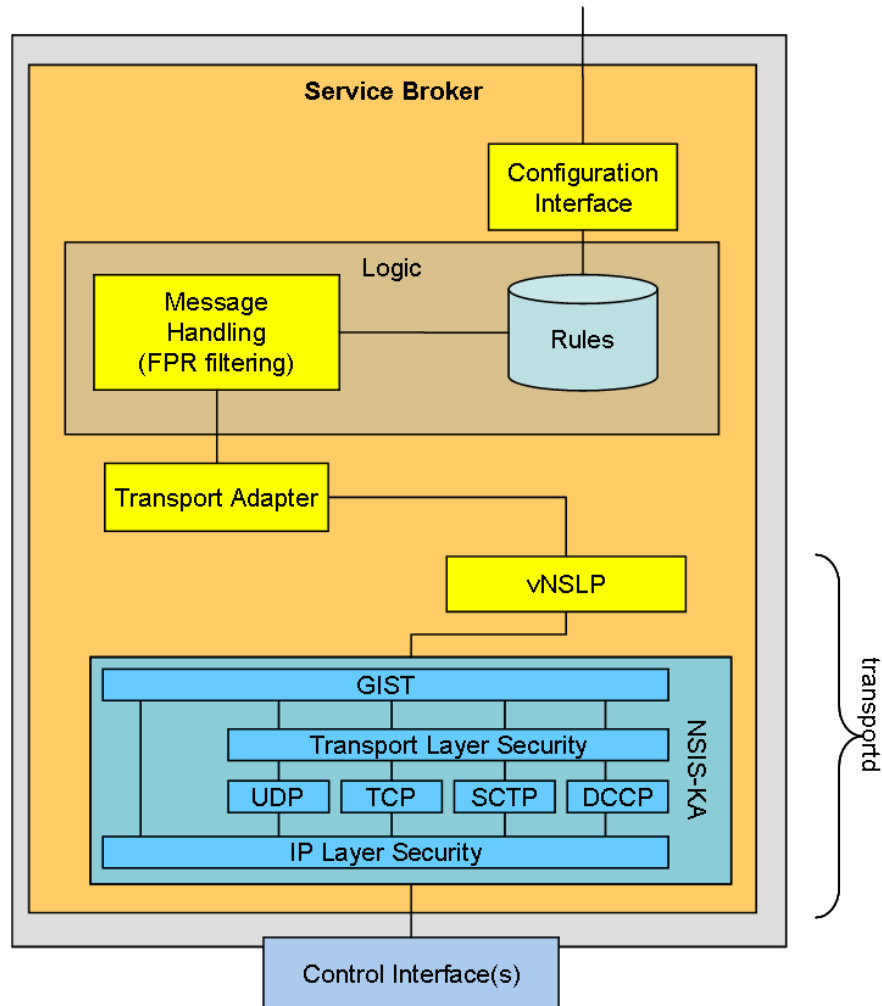 Service Broker
Configuration
Interface
Logic
Message
Handling
(FPR filtering)
Rules
Transport Adapter
vNSLP
transportd
GIST
NSIS-KA
Transport Layer Security
UDP
TCP
SCTP
DCCP
IP Layer Security
Control Interface(s)